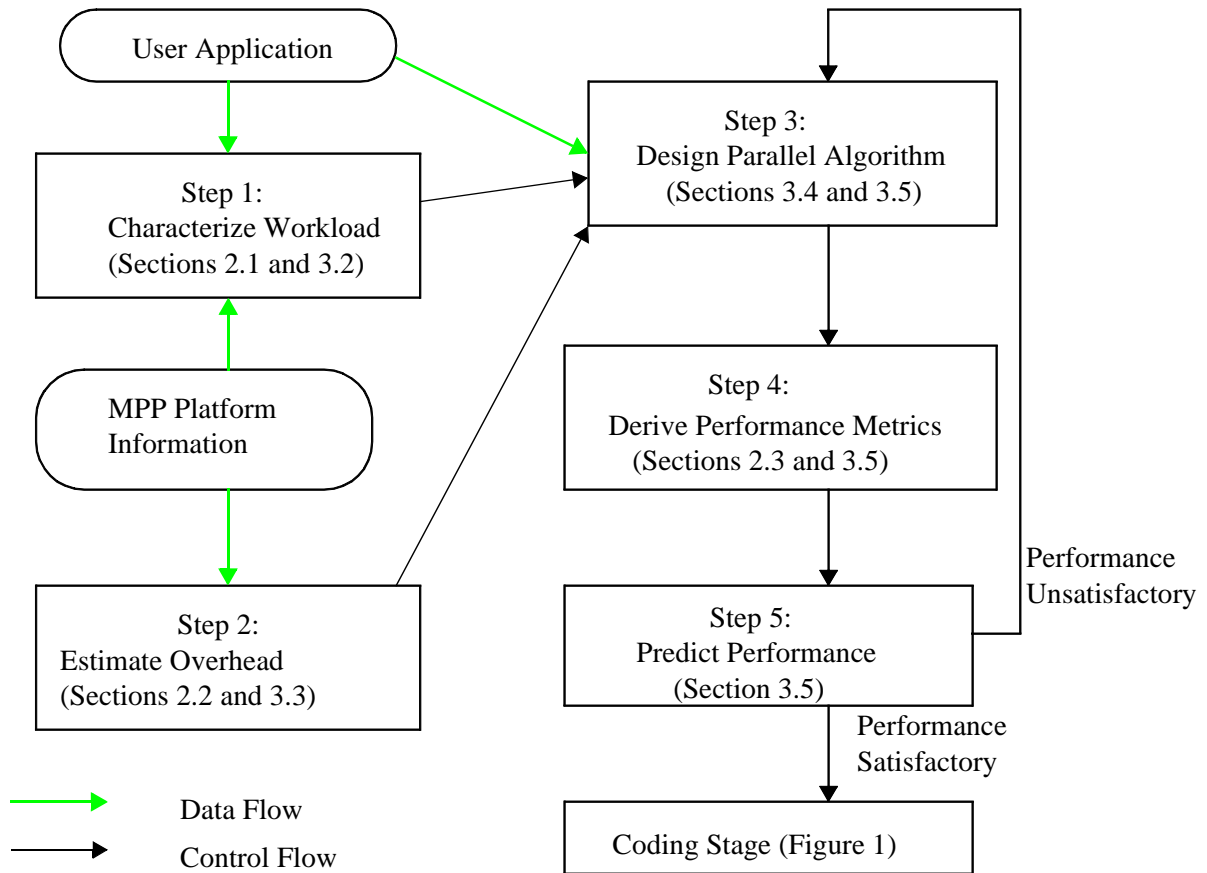 User Application
Step 1:
Characterize Workload
(Sections 2.1 and 3.2)
MPP Platform
Information
Step 2:
Estimate Overhead
(Sections 2.2 and 3.3)
Data Flow
Control Flow
Step 3:
Design Parallel Algorithm
(Sections 3.4 and 3.5)
Step 4:
Derive Performance Metrics
(Sections 2.3 and 3.5)
Performance
Unsatisfactory
Step 5:
Predict Performance
(Section 3.5)
Performance
Satisfactory
Coding Stage (Figure 1)